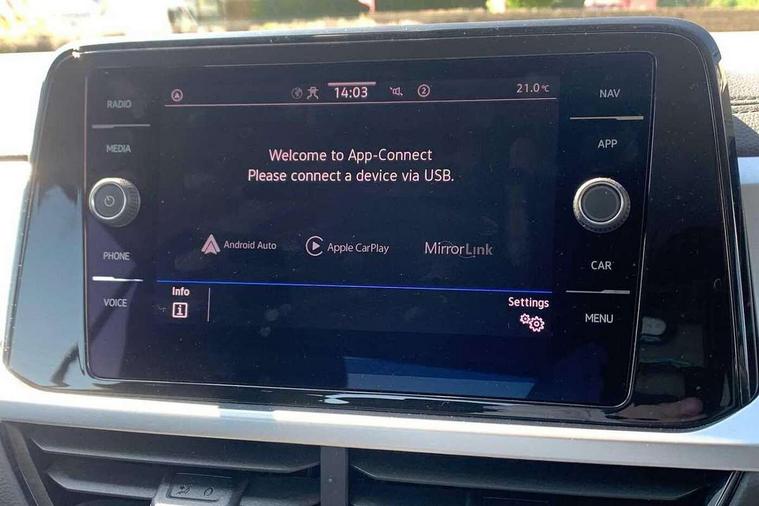 14:03
2
21.0°C
RADIO
MEDIA
PHONE
VOICE
Welcome to App-Connect
Please connect a device via USB.
Android Auto
Apple CarPlay
MirrorLink
Info
i
Settings
NAV
APP
CAR
MENU